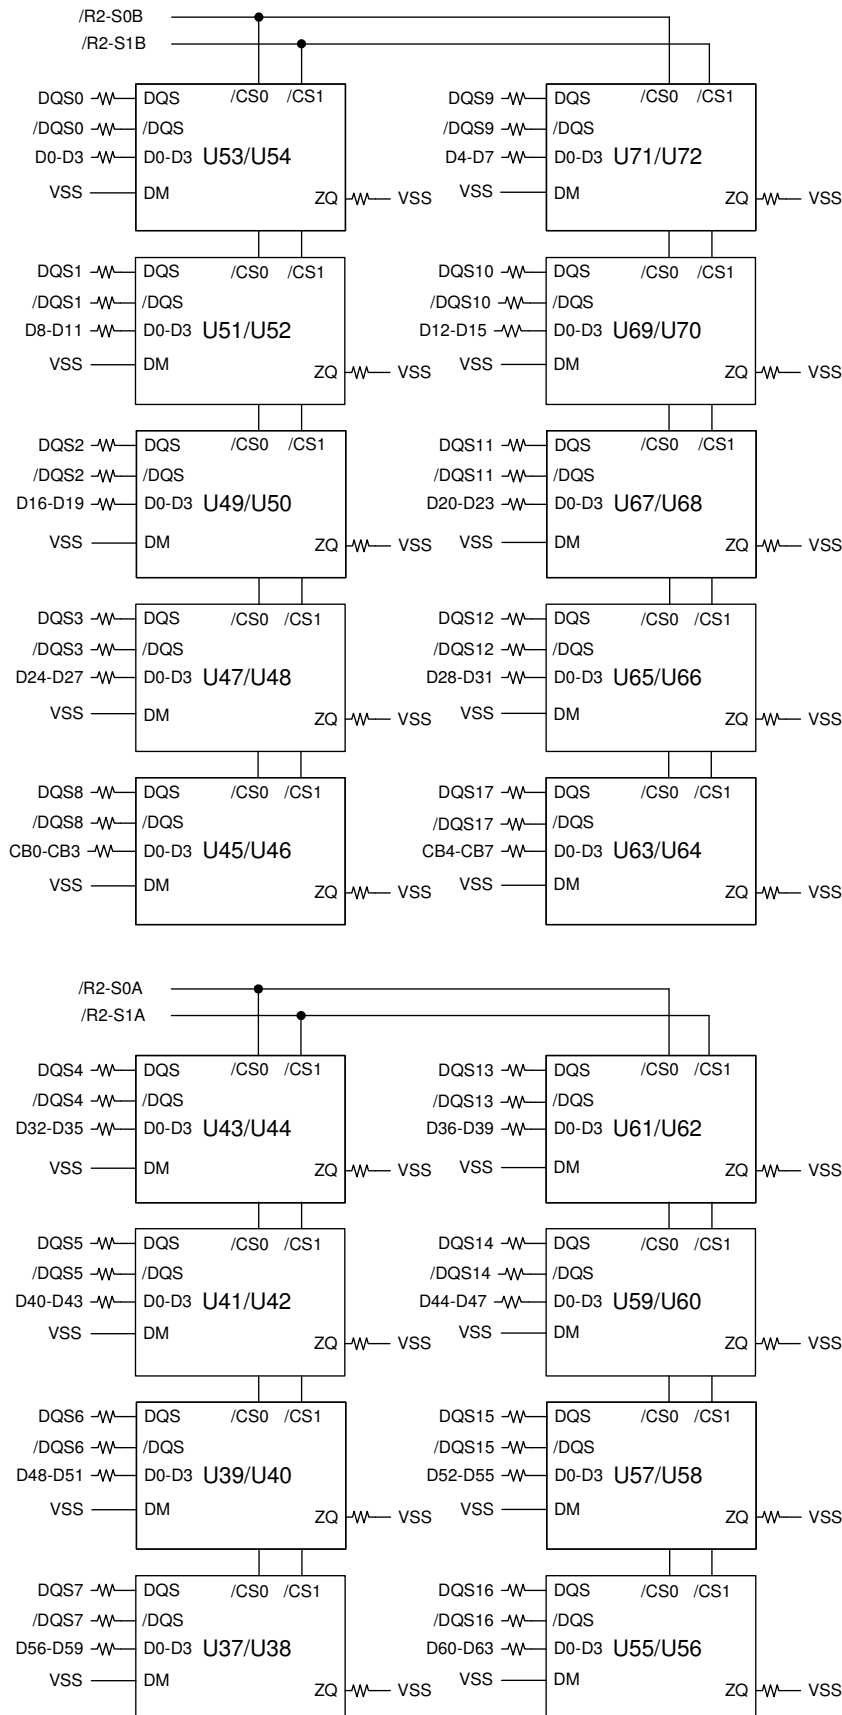 /R2-S0B
/R2-S1B
DQS0 DQS /CS0 /CS1 DQS9 DQS /CS0 /CS1
/DQS0 /DQS /DQS9 /DQS
D0-D3 D0-D3 U53/U54 D4-D7 D0-D3 U71/U72
VSS DM ZQ VSS VSS DM ZQ VSS
DQS1 DQS /CS0 /CS1 DQS10 DQS /CS0 /CS1
/DQS1 /DQS /DQS10 /DQS
D8-D11 D0-D3 U51/U52 D12-D15 D0-D3 U69/U70
VSS DM ZQ VSS VSS DM ZQ VSS
DQS2 DQS /CS0 /CS1 DQS11 DQS /CS0 /CS1
/DQS2 /DQS /DQS11 /DQS
D16-D19 D0-D3 U49/U50 D20-D23 D0-D3 U67/U68
VSS DM ZQ VSS VSS DM ZQ VSS
DQS3 DQS /CS0 /CS1 DQS12 DQS /CS0 /CS1
/DQS3 /DQS /DQS12 /DQS
D24-D27 D0-D3 U47/U48 D28-D31 D0-D3 U65/U66
VSS DM ZQ VSS VSS DM ZQ VSS
DQS8 DQS /CS0 /CS1 DQS17 DQS /CS0 /CS1
/DQS8 /DQS /DQS17 /DQS
CB0-CB3 D0-D3 U45/U46 CB4-CB7 D0-D3 U63/U64
VSS DM ZQ VSS VSS DM ZQ VSS
/R2-S0A
/R2-S1A
DQS4 DQS /CS0 /CS1 DQS13 DQS /CS0 /CS1
/DQS4 /DQS /DQS13 /DQS
D32-D35 D0-D3 U43/U44 D36-D39 D0-D3 U61/U62
VSS DM ZQ VSS VSS DM ZQ VSS
DQS5 DQS /CS0 /CS1 DQS14 DQS /CS0 /CS1
/DQS5 /DQS /DQS14 /DQS
D40-D43 D0-D3 U41/U42 D44-D47 D0-D3 U59/U60
VSS DM ZQ VSS VSS DM ZQ VSS
DQS6 DQS /CS0 /CS1 DQS15 DQS /CS0 /CS1
/DQS6 /DQS /DQS15 /DQS
D48-D51 D0-D3 U39/U40 D52-D55 D0-D3 U57/U58
VSS DM ZQ VSS VSS DM ZQ VSS
DQS7 DQS /CS0 /CS1 DQS16 DQS /CS0 /CS1
/DQS7 /DQS /DQS16 /DQS
D56-D59 D0-D3 U37/U38 D60-D63 D0-D3 U55/U56
VSS DM ZQ VSS VSS DM ZQ VSS